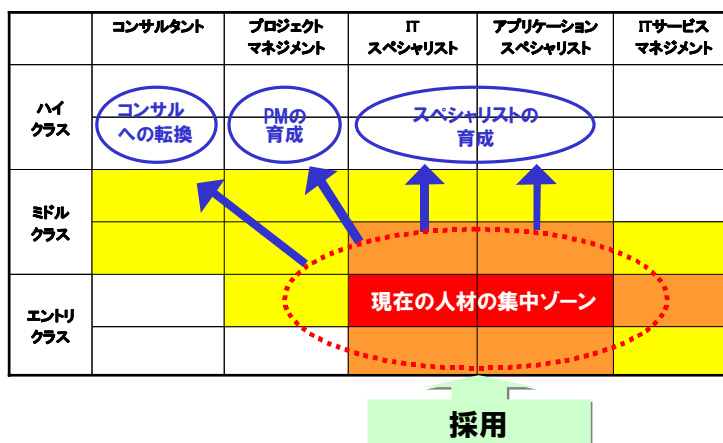 コンサルタント
プロジェクト
マネジメント
IT
スペシャリスト
アプリケーション
スペシャリスト
ITサービス
マネジメント
ハイ
クラス
コンサル
への転換
PMの
育成
スペシャリストの
育成
ミドル
クラス
エントリ
クラス
現在の人材の集中ゾーン
採用